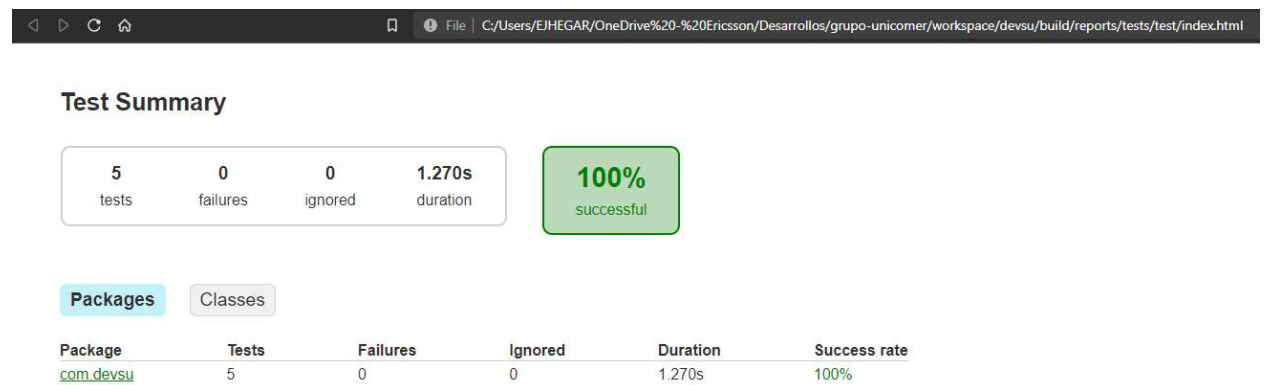 File | C:/Users/EJHEGAR/OneDrive%20-%20Ericsson/Desarrollos/grupo-unicomer/workspace/devsu/build/reports/tests/test/index.html
Test Summary
5 0 0 1.270s 100%
tests failures ignored duration successful
Packages Classes
Package Tests Failures Ignored Duration Success rate
com.devsu 5 0 0 1.270s 100%